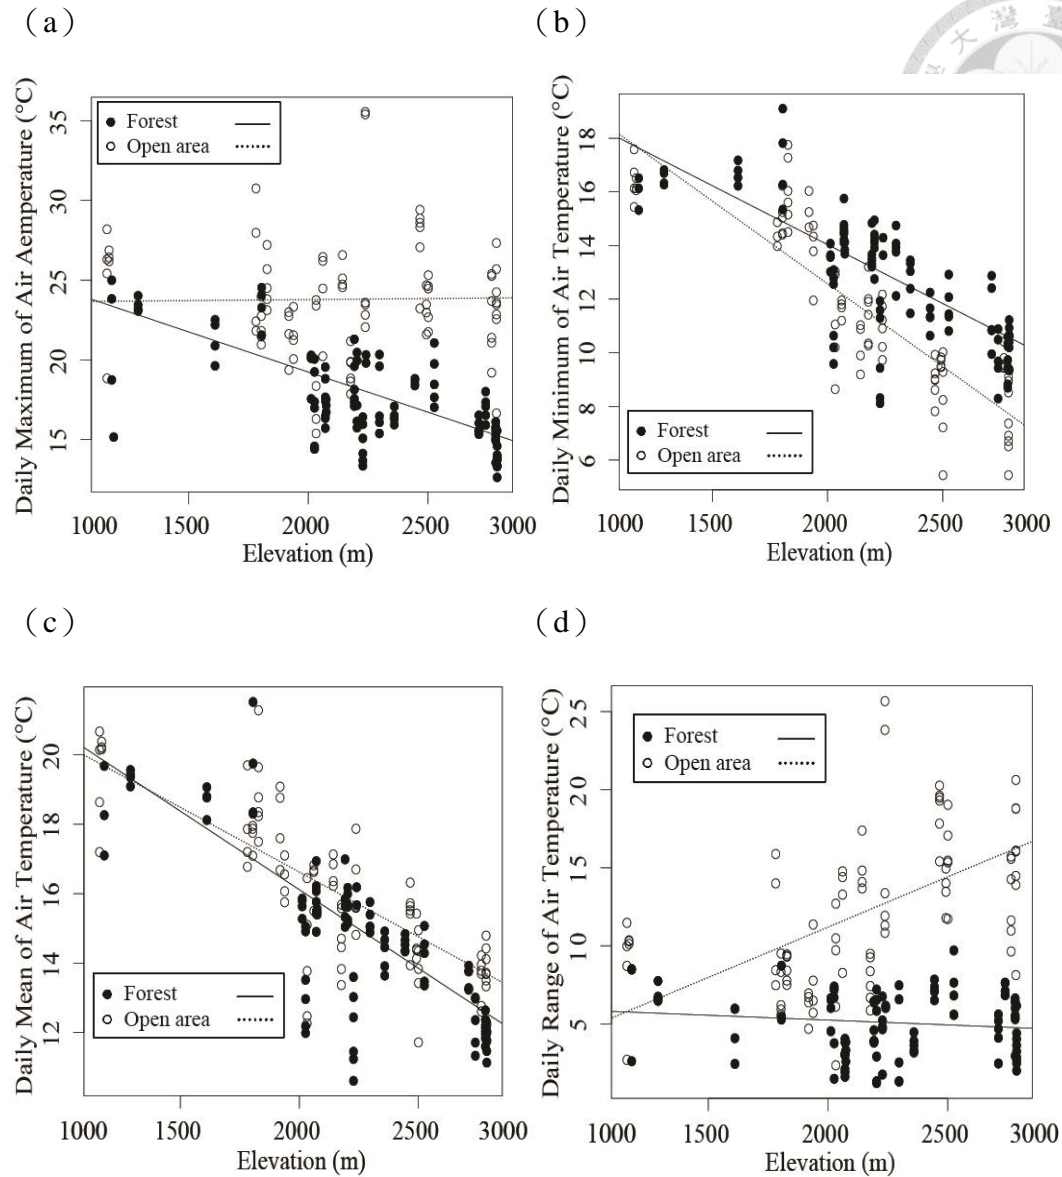 （a）
（b）
大 灣
Daily Maximum of Air Aemperature (°C)
35
30
25
20
15
Forest
Open area
1000 1500 2000 2500 3000
Elevation (m)
Daily Minimum of Air Temperature (°C)
18
16
14
12
10
8
6
Forest
Open area
1000 1500 2000 2500 3000
Elevation (m)
（c）
（d）
Daily Mean of Air Temperature (°C)
20
18
16
14
12
Forest
Open area
1000 1500 2000 2500 3000
Elevation (m)
Daily Range of Air Temperature (°C)
25
20
15
10
5
Forest
Open area
1000 1500 2000 2500 3000
Elevation (m)